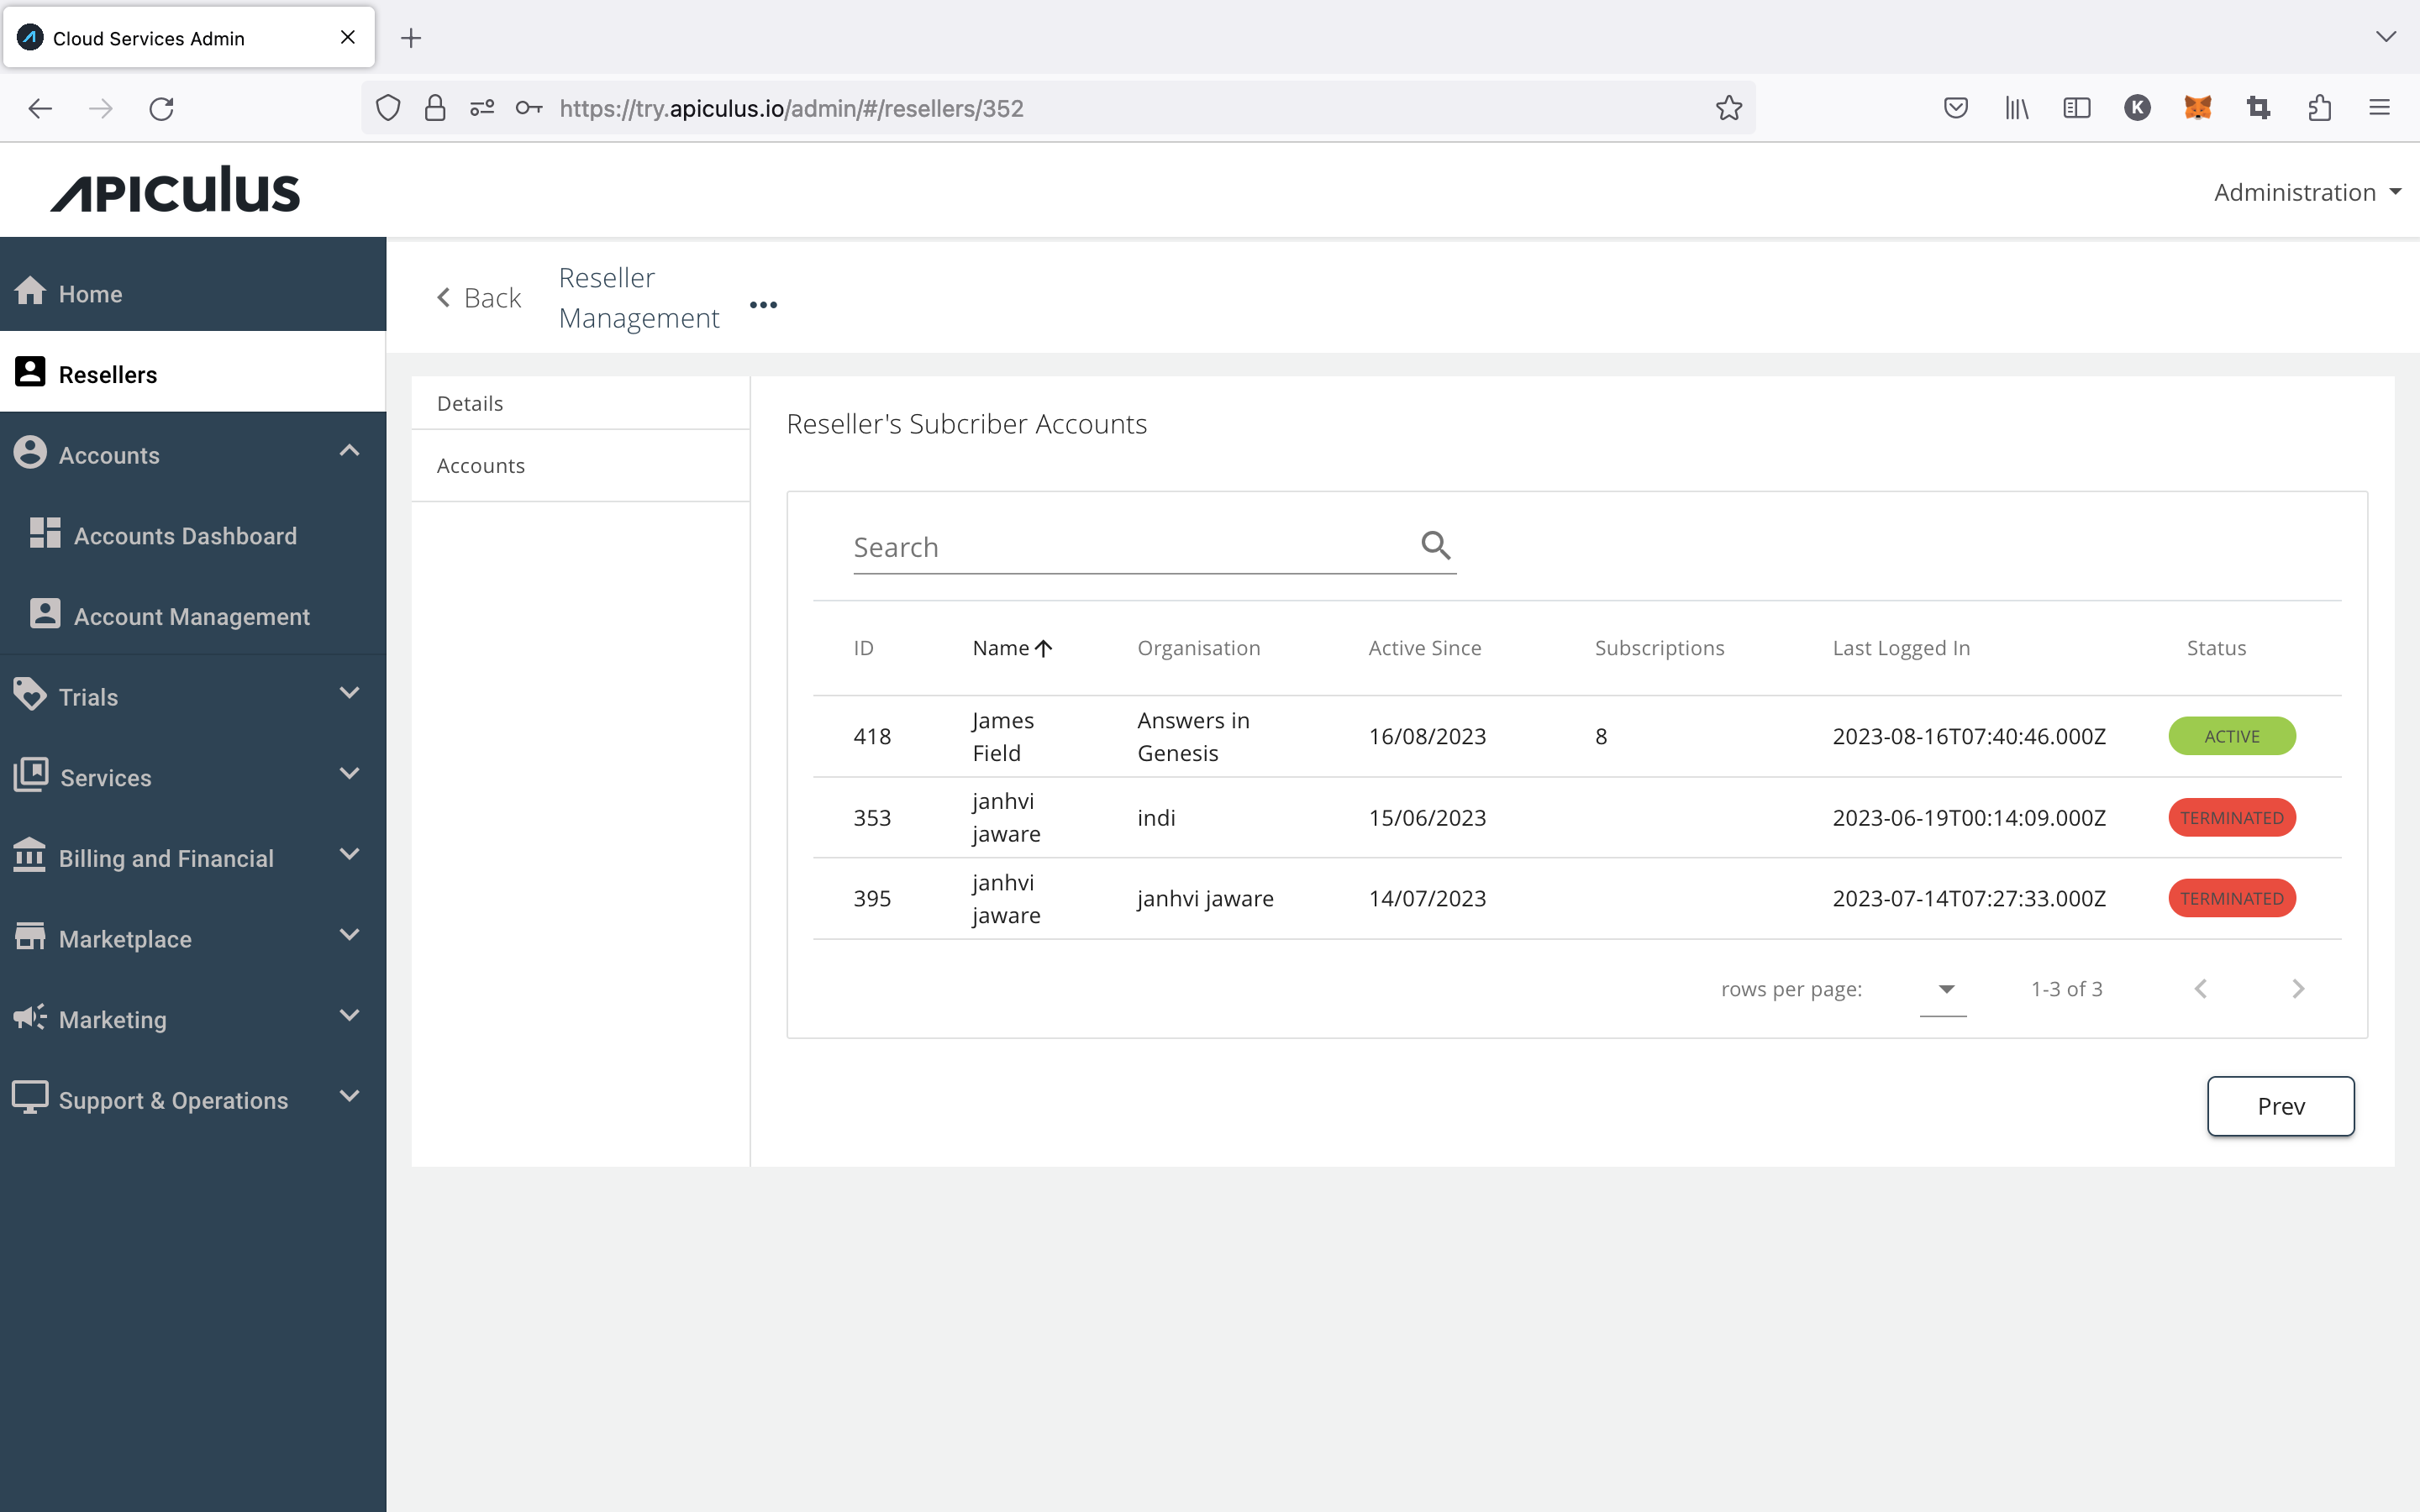 Cloud Services Admin
https://try.apiculus.io/admin/#/resellers/352
K
APICULUS
Administration
Home
Resellers
Accounts
Accounts Dashboard
Account Management
Trials
Services
Billing and Financial
Marketplace
Marketing
Support & Operations
Back
Reseller
Management
Details
Accounts
Reseller's Subcriber Accounts
Search
ID Name Organisation Active Since Subscriptions Last Logged In Status
418 James Field Answers in Genesis 16/08/2023 8 2023-08-16T07:40:46.000Z ACTIVE
353 janhvi jaware indi 15/06/2023 2023-06-19T00:14:09.000Z TERMINATED
395 janhvi jaware janhvi jaware 14/07/2023 2023-07-14T07:27:33.000Z TERMINATED
rows per page: 1-3 of 3
Prev